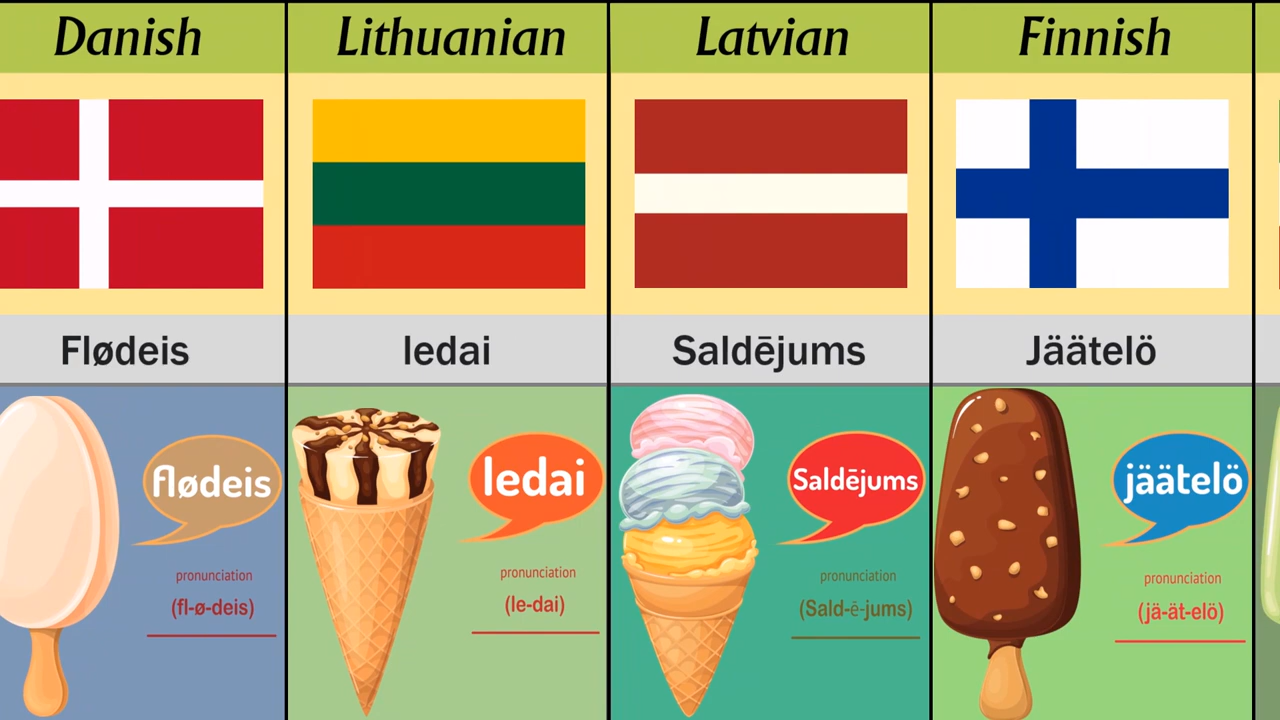 Danish
Flødeis
flødeis
pronunciation
(fl-ø-deis)
Lithuanian
ledai
ledai
pronunciation
(le-dai)
Latvian
Saldējums
Saldējums
pronunciation
(Sald-ē-jums)
Finnish
Jäätelö
jäätelö
pronunciation
(jä-ät-elö)